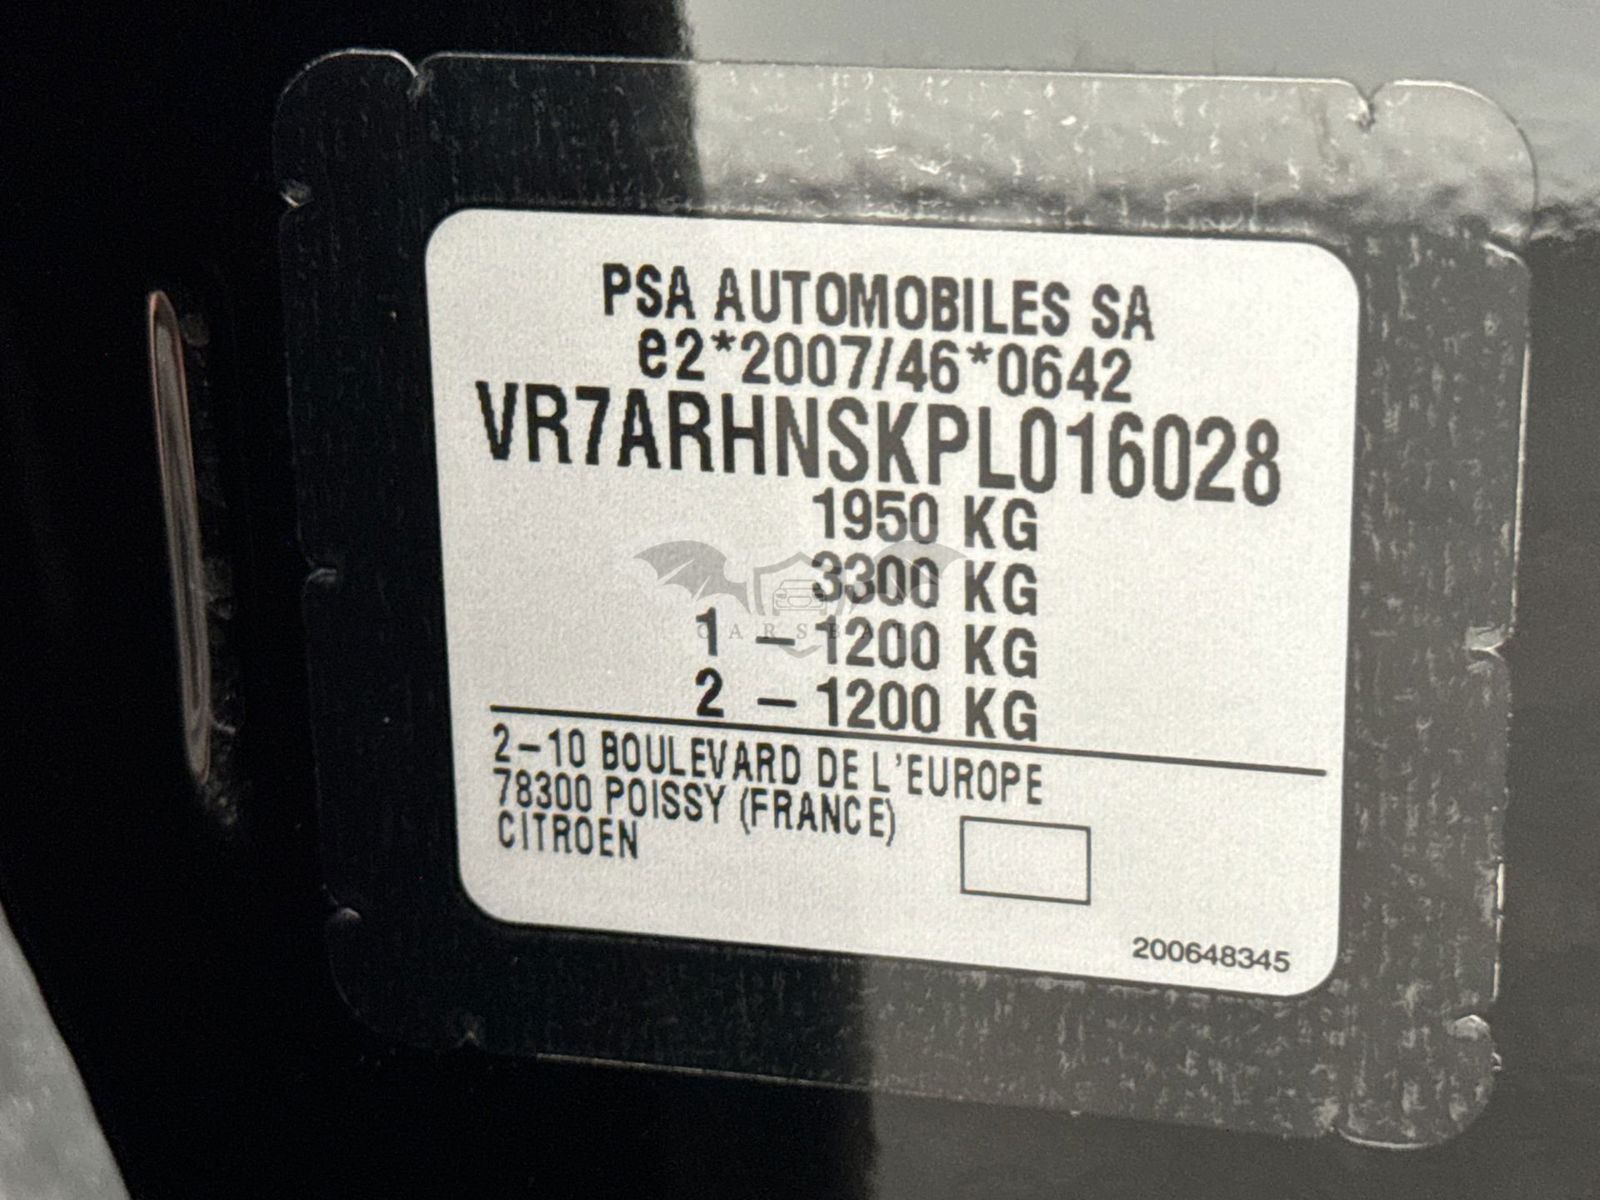 PSA AUTOMOBILES SA
e2*2007/46*0642
VR7ARHNSKPL016028
1950 KG
3300 KG
1 - 1200 KG
2 - 1200 KG
2-10 BOULEVARD DE L'EUROPE
78300 POISSY (FRANCE)
CITROEN
200648345